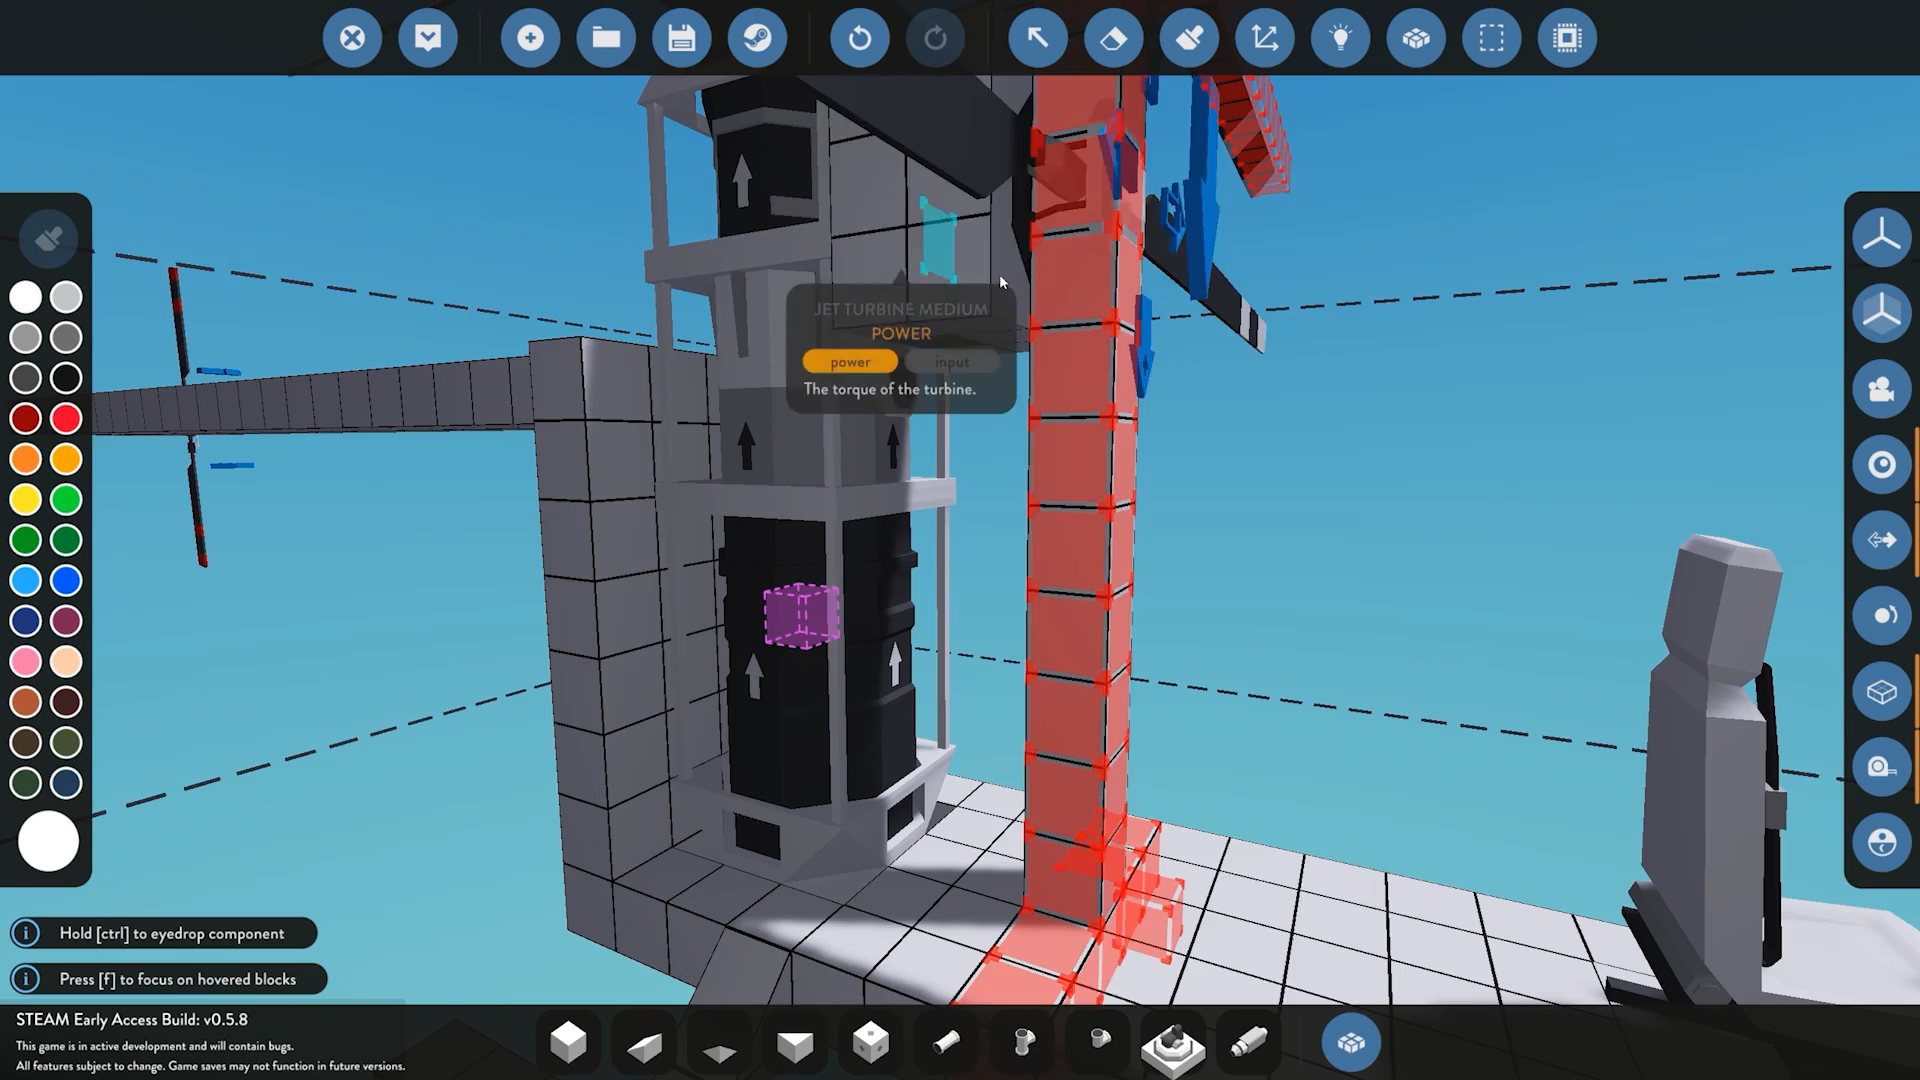 JET TURBINE MEDIUM
POWER
power
input
The torque of the turbine.
Hold [ctrl] to eyedrop component
Press [f] to focus on hovered blocks
STEAM Early Access Build: v0.5.8
This game is in active development and will contain bugs.
All features subject to change. Game saves may not function in future versions.